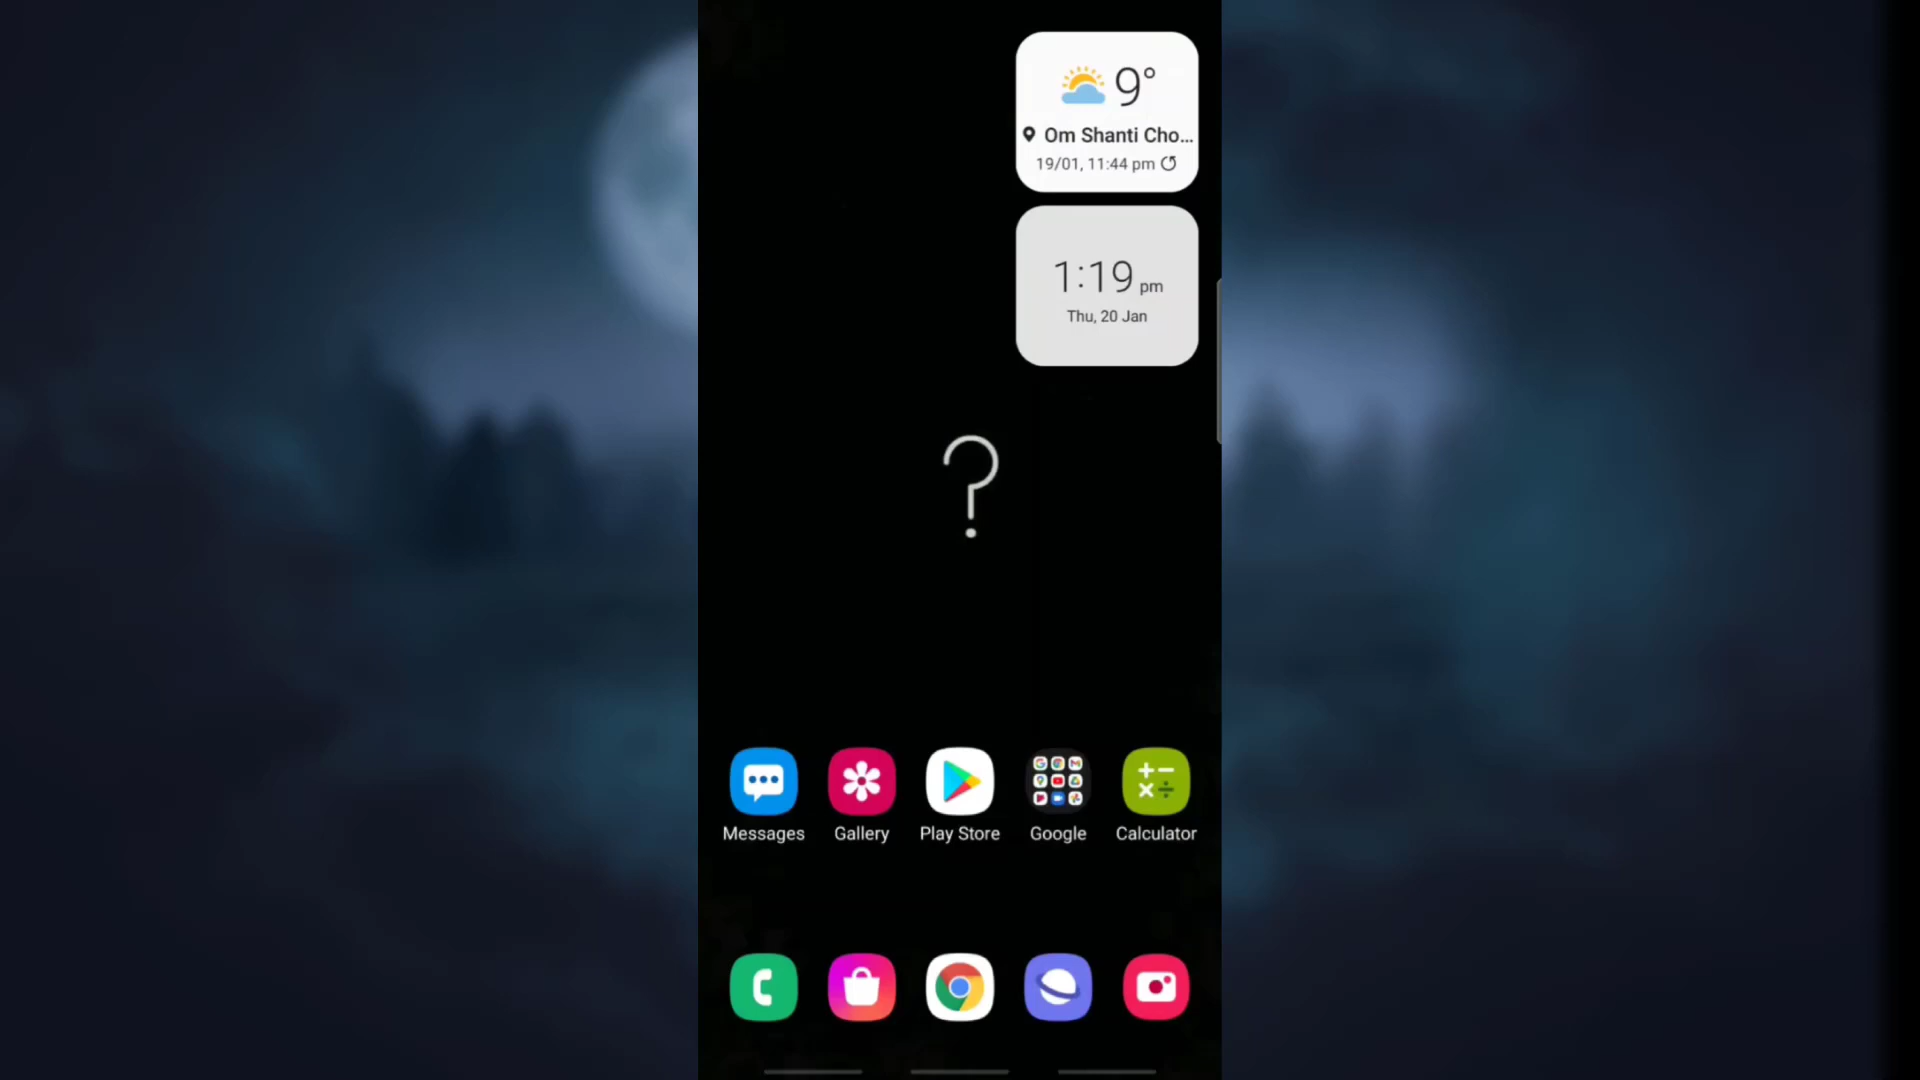 9°
Om Shanti Cho...
19/01, 11:44 pm
1:19 pm
Thu, 20 Jan
?
Messages Gallery Play Store Google Calculator